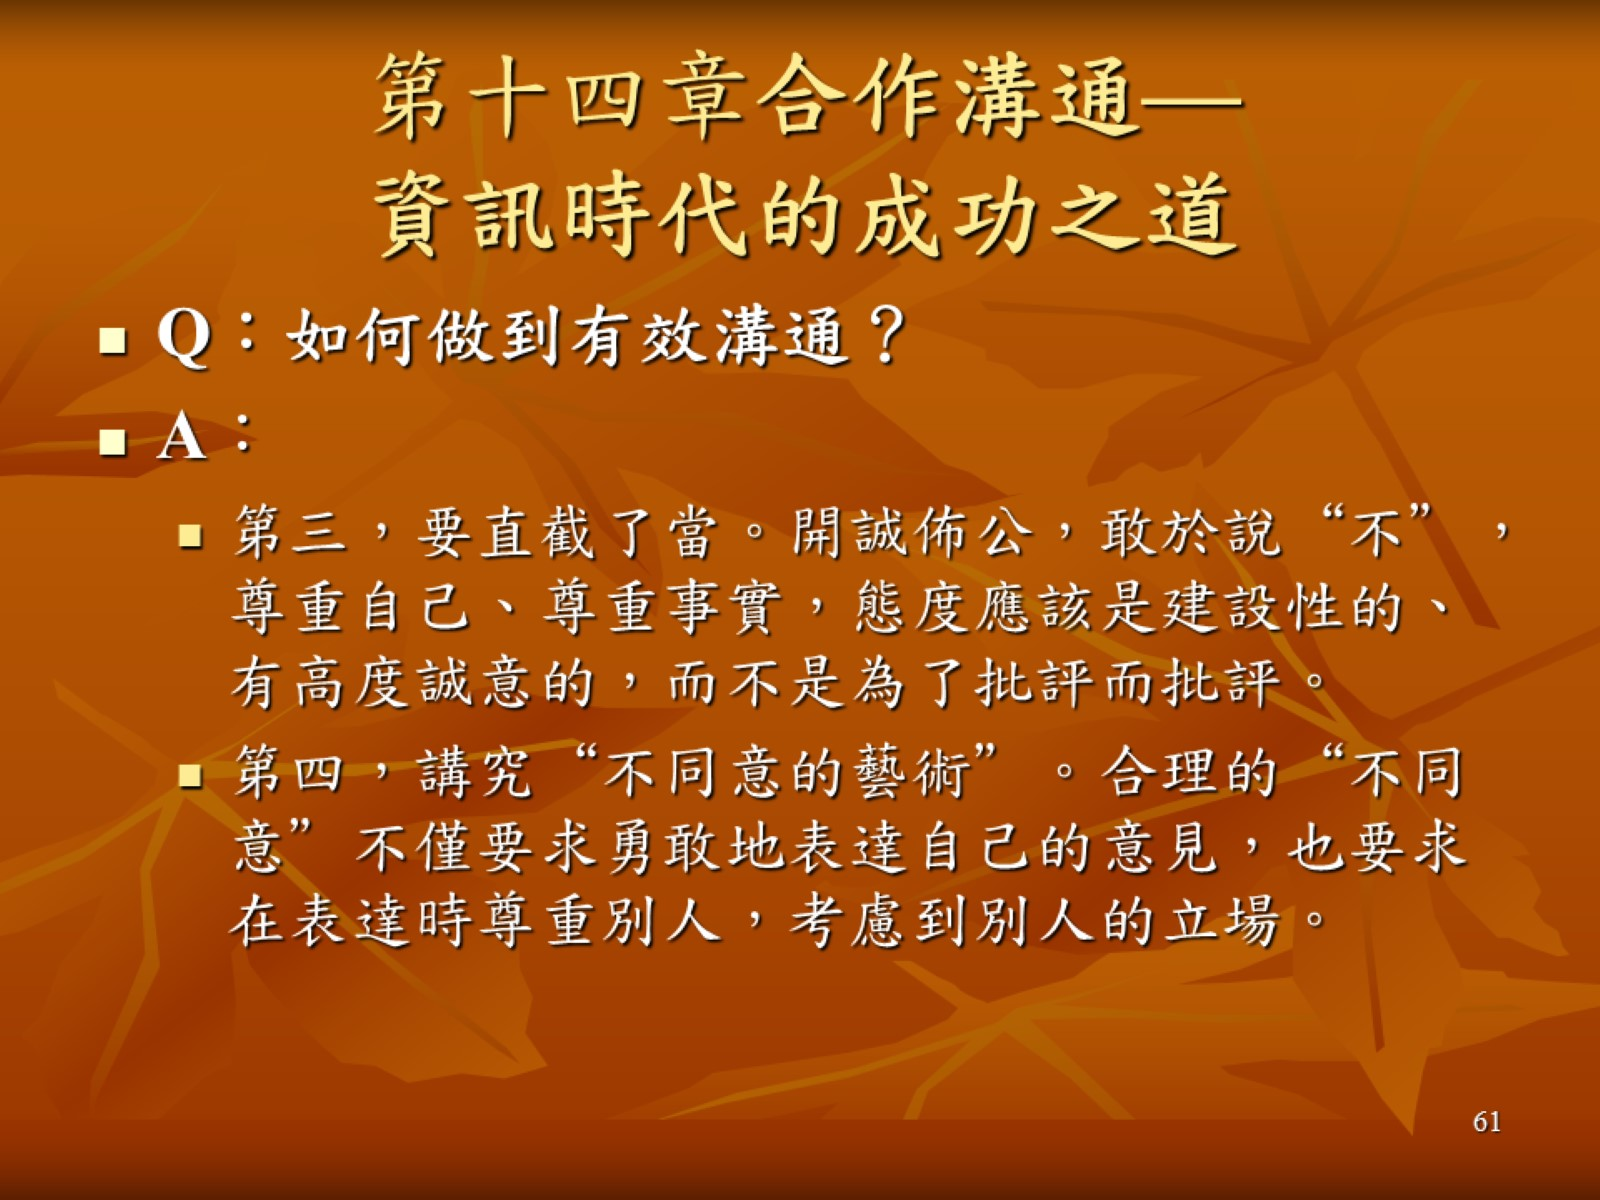 第十四章合作溝通—
資訊時代的成功之道
Q：如何做到有效溝通？
A：
第三，要直截了當。開誠佈公，敢於說“不”，
尊重自己、尊重事實，態度應該是建設性的、
有高度誠意的，而不是為了批評而批評。
第四，講究“不同意的藝術”。合理的“不同
意”不僅要求勇敢地表達自己的意見，也要求
在表達時尊重別人，考慮到別人的立場。
61